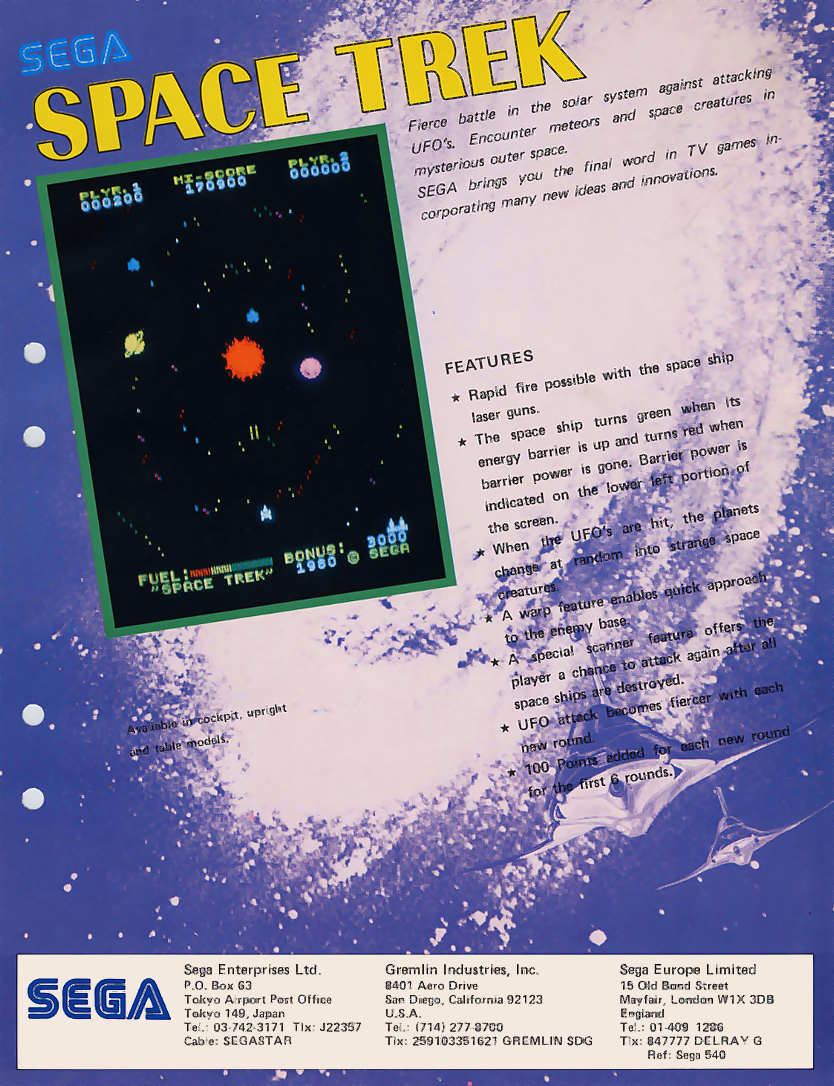 SEGA
SPACE TREK
Fierce battle in the solar system against attacking
UFO's. Encounter meteors and space creatures in
mysterious outer space.
SEGA brings you the final word in TV games in-
corporating many new ideas and innovations.
PLYR.1 HI-SCORE PLYR.2
000200 170900 000000
3000
FUEL: BONUS:
"SPACE TREK" 1980 © SEGA
FEATURES
★ Rapid fire possible with the space ship
laser guns.
★ The space ship turns green when its
energy barrier is up and turns red when
barrier power is gone. Barrier power is
indicated on the lower left portion of
the screen.
★ When the UFO's are hit, the planets
change at random into strange space
creatures.
★ A warp feature enables quick approach
to the enemy base.
★ A special scanner feature offers the
player a chance to attack again after all
space ships are destroyed.
★ UFO attack becomes fiercer with each
new round.
★ 100 Points added for each new round
for the first 6 rounds.
Available in cockpit, upright
and table models.
SEGA
Sega Enterprises Ltd.
P.O. Box 63
Tokyo Airport Post Office
Tokyo 149, Japan
Tel.: 03-742-3171 Tlx: J22357
Cable: SEGASTAR
Gremlin Industries, Inc.
8401 Aero Drive
San Diego, California 92123
U.S.A.
Tel.: (714) 277-8700
Tlx: 259103351621 GREMLIN SDG
Sega Europe Limited
15 Old Bond Street
Mayfair, London W1X 3DB
England
Tel.: 01-409 1286
Tlx: 847777 DELRAY G
Ref: Sega 540